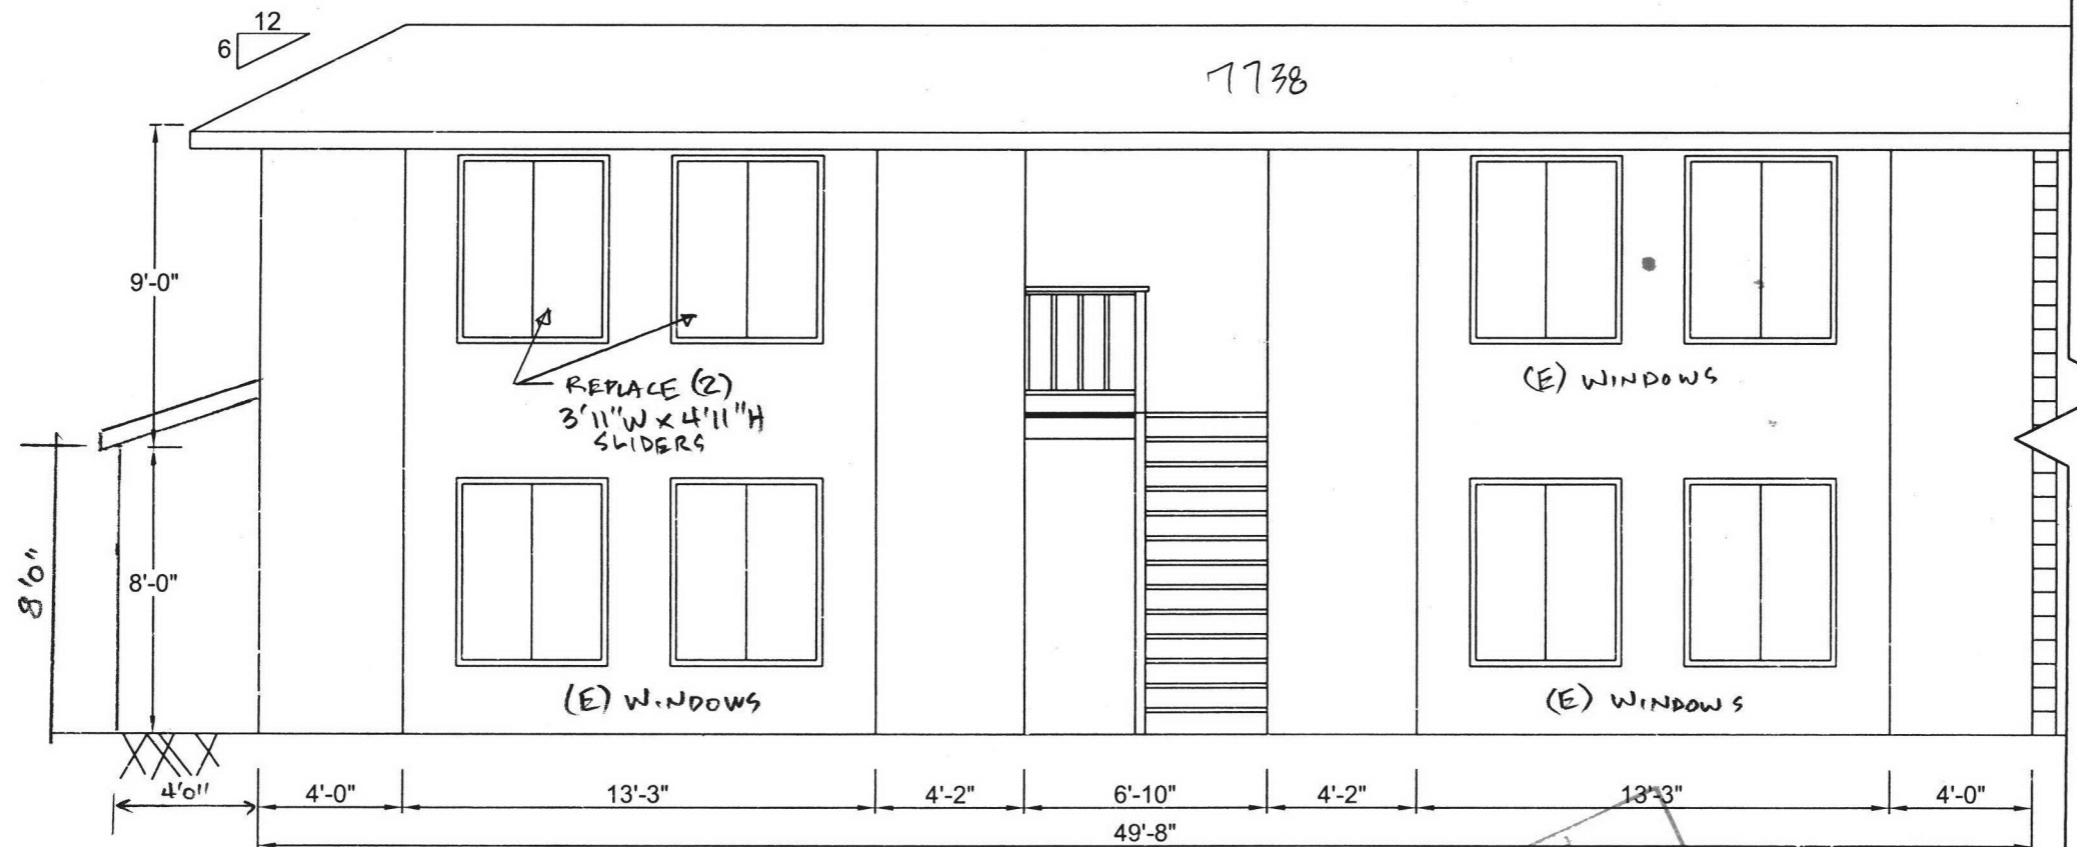 12
6
7738
9'-0"
REPLACE (2)
3'11"W x 4'11"H
SLIDERS
(E) WINDOWS
8'0"
8'-0"
(E) WINDOWS
(E) WINDOWS
4'0"
4'-0"
13'-3"
4'-2"
6'-10"
4'-2"
13'-3"
4'-0"
49'-8"